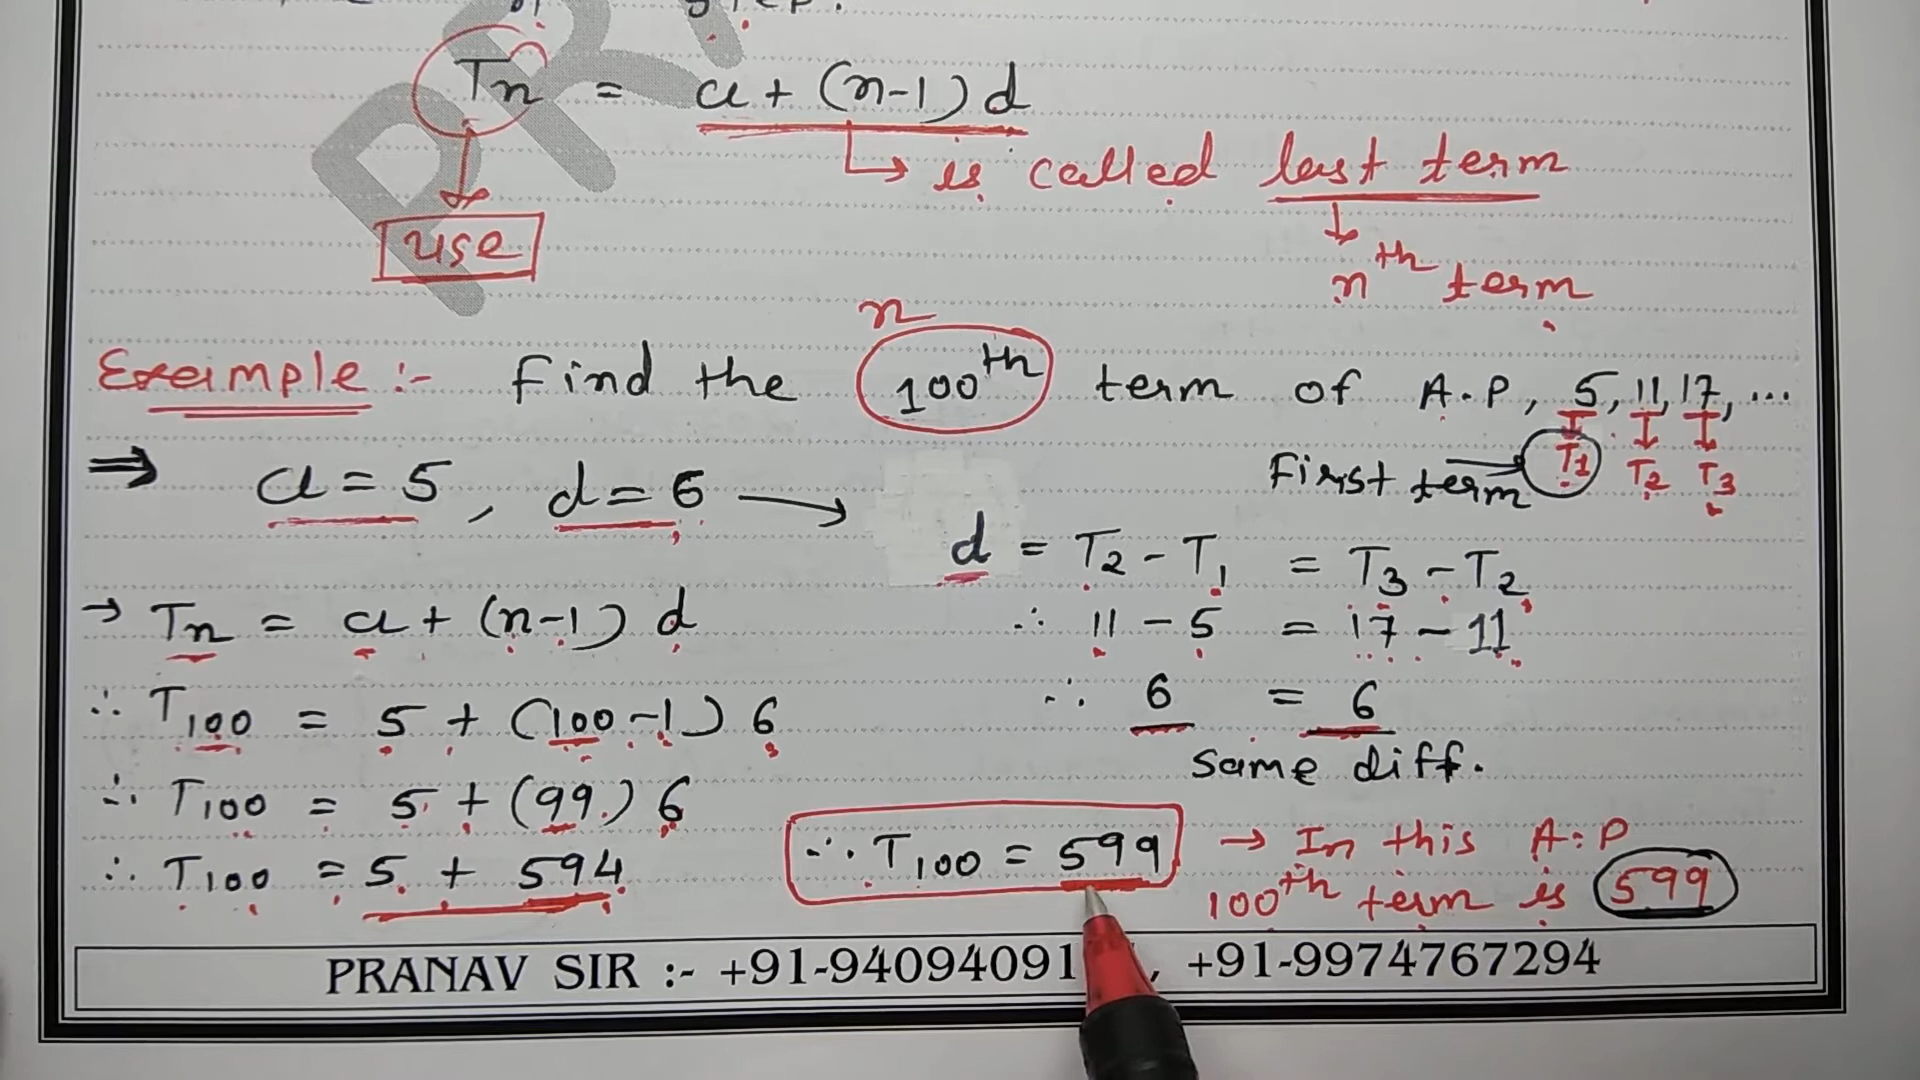 Tn = a + (n-1) d
→ is called last term
use
nth term
n
Example :- Find the 100th term of A.P, 5, 11, 17, ...
First term → T1 T2 T3
⇒ a = 5, d = 6 →
d = T2 - T1 = T3 - T2
→ Tn = a + (n-1) d
∴ 11 - 5 = 17 - 11
∴ T100 = 5 + (100-1) 6
∴ 6 = 6
Same diff.
∴ T100 = 5 + (99) 6
∴ T100 = 5 + 594
∴ T100 = 599
→ In this A.P
100th term is 599
PRANAV SIR :- +91-94094091 , +91-9974767294